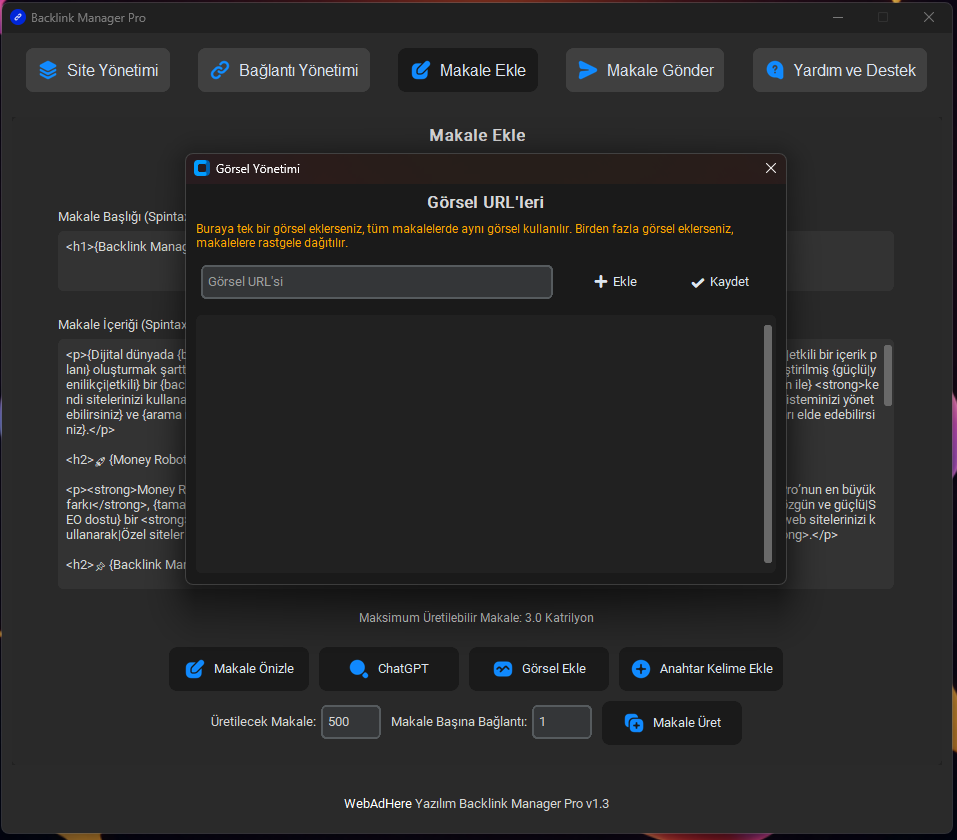 Backlink Manager Pro
Site Yönetimi
Bağlantı Yönetimi
Makale Ekle
Makale Gönder
Yardım ve Destek
Makale Ekle
Görsel Yönetimi
Görsel URL'leri
Buraya tek bir görsel eklerseniz, tüm makalelerde aynı görsel kullanılır. Birden fazla görsel eklerseniz,
makalelere rastgele dağıtılır.
Görsel URL'si
Ekle
Kaydet
Makale Başlığı (Spinta
<h1>{Backlink Manag
Makale İçeriği (Spintax
<p>{Dijital dünyada {b
|etkili bir içerik p
lanı} oluşturmak şartt
ştirilmiş {güçlü|y
enilikçi|etkili} bir {bac
ile} <strong>ke
ndi sitelerinizi kullana
isteminizi yönet
ebilirsiniz} ve {arama
rı elde edebilirsi
niz}.</p>
<h2>🚀 {Money Robot
<p><strong>Money R
ro'nun en büyük
farkı</strong>, {tama
özgün ve güçlü|S
EO dostu} bir <strong>
web sitelerinizi k
ullanarak|Özel siteler
ong>.</p>
<h2>📌 {Backlink Mar
Maksimum Üretilebilir Makale: 3.0 Katrilyon
Makale Önizle
ChatGPT
Görsel Ekle
Anahtar Kelime Ekle
Üretilecek Makale: 500
Makale Başına Bağlantı: 1
Makale Üret
WebAdHere Yazılım Backlink Manager Pro v1.3